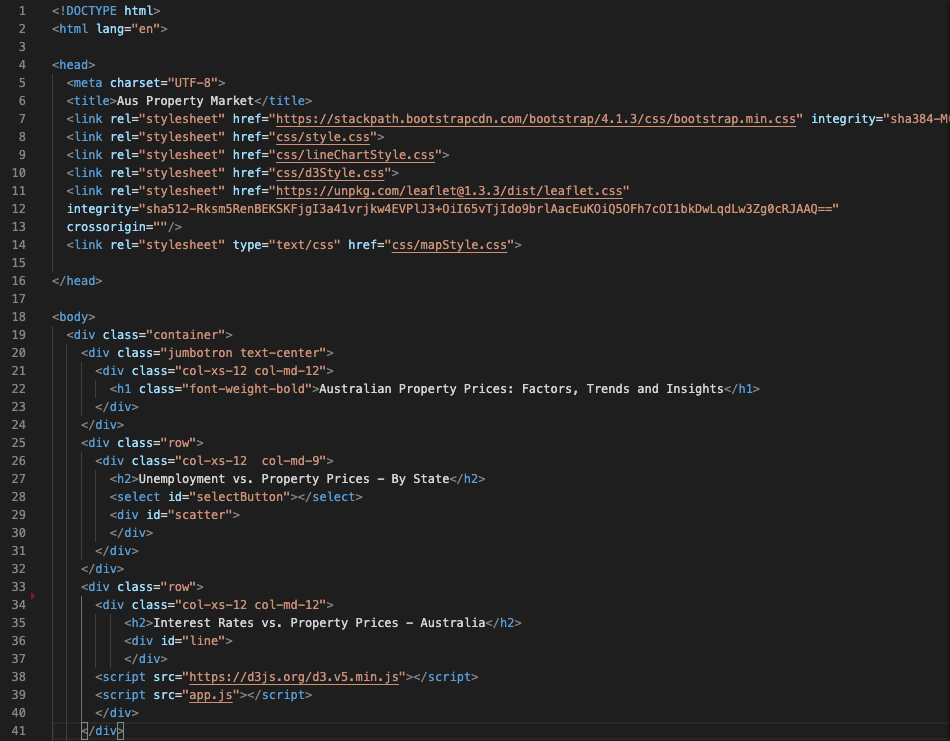 1 <!DOCTYPE html>
2 <html lang="en">
3
4 <head>
5 <meta charset="UTF-8">
6 <title>Aus Property Market</title>
7 <link rel="stylesheet" href="https://stackpath.bootstrapcdn.com/bootstrap/4.1.3/css/bootstrap.min.css" integrity="sha384-M
8 <link rel="stylesheet" href="css/style.css">
9 <link rel="stylesheet" href="css/lineChartStyle.css">
10 <link rel="stylesheet" href="css/d3Style.css">
11 <link rel="stylesheet" href="https://unpkg.com/leaflet@1.3.3/dist/leaflet.css"
12 integrity="sha512-Rksm5RenBEKSKFjgI3a41vrjkw4EVPlJ3+OiI65vTjIdo9brlAacEuKOiQ5OFh7cOI1bkDwLqdLw3Zg0cRJAAQ=="
13 crossorigin=""/>
14 <link rel="stylesheet" type="text/css" href="css/mapStyle.css">
15
16 </head>
17
18 <body>
19 <div class="container">
20 <div class="jumbotron text-center">
21 <div class="col-xs-12 col-md-12">
22 <h1 class="font-weight-bold">Australian Property Prices: Factors, Trends and Insights</h1>
23 </div>
24 </div>
25 <div class="row">
26 <div class="col-xs-12  col-md-9">
27 <h2>Unemployment vs. Property Prices - By State</h2>
28 <select id="selectButton"></select>
29 <div id="scatter">
30 </div>
31 </div>
32 </div>
33 <div class="row">
34 <div class="col-xs-12 col-md-12">
35 <h2>Interest Rates vs. Property Prices - Australia</h2>
36 <div id="line">
37 </div>
38 <script src="https://d3js.org/d3.v5.min.js"></script>
39 <script src="app.js"></script>
40 </div>
41 </div>